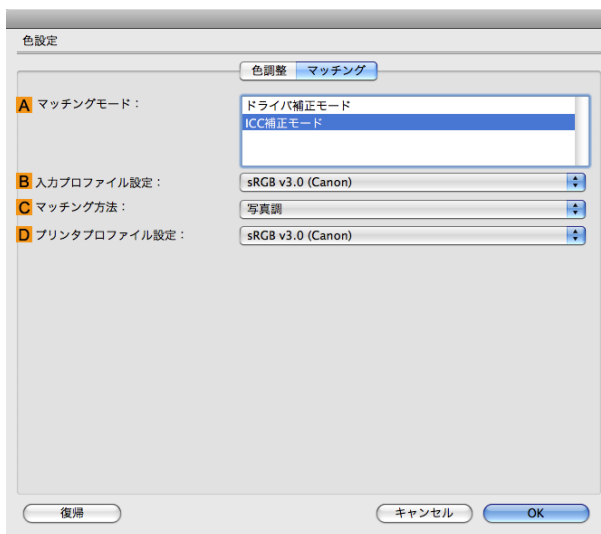 色設定
色調整 マッチング
A マッチングモード：
ドライバ補正モード
ICC補正モード
B 入力プロファイル設定： sRGB v3.0 (Canon)
C マッチング方法： 写真調
D プリンタプロファイル設定： sRGB v3.0 (Canon)
復帰 キャンセル OK